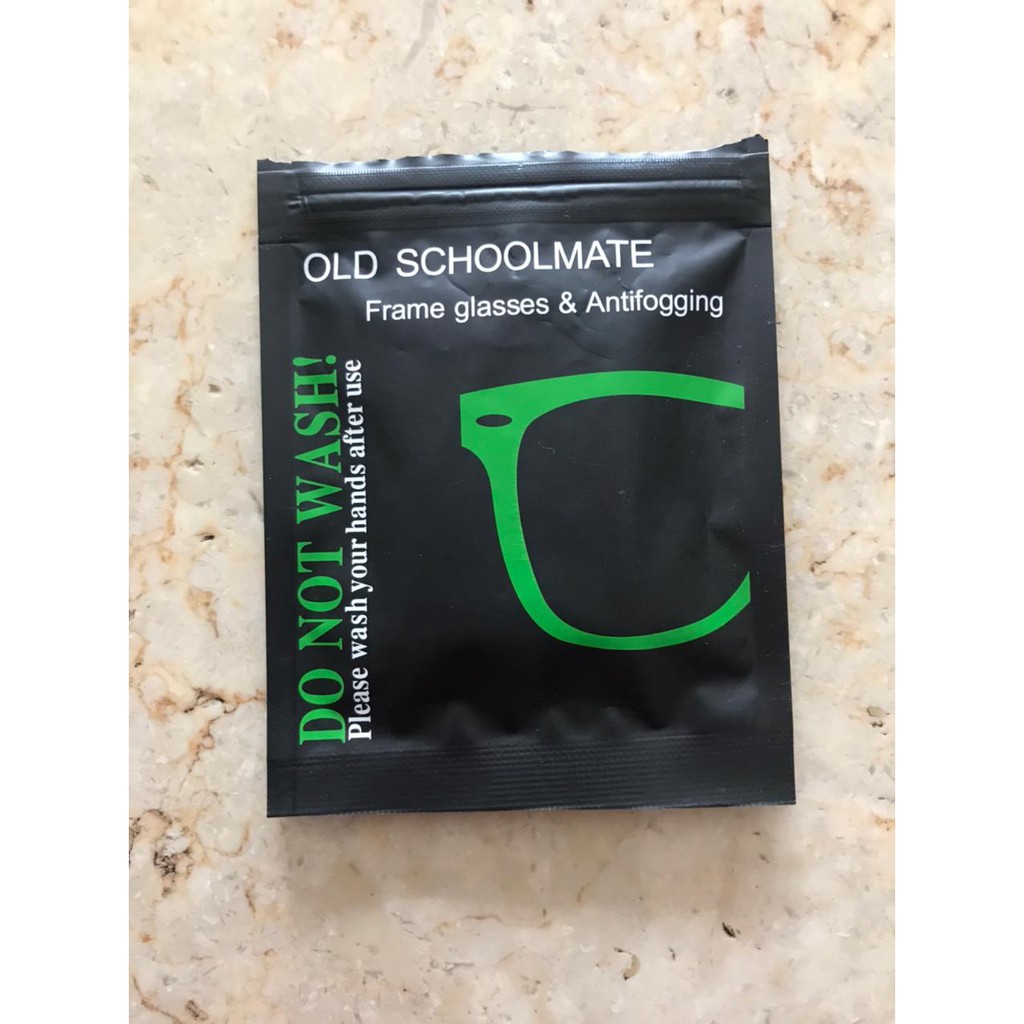 OLD SCHOOLMATE
Frame glasses & Antifogging
DO NOT WASH!
Please wash your hands after use